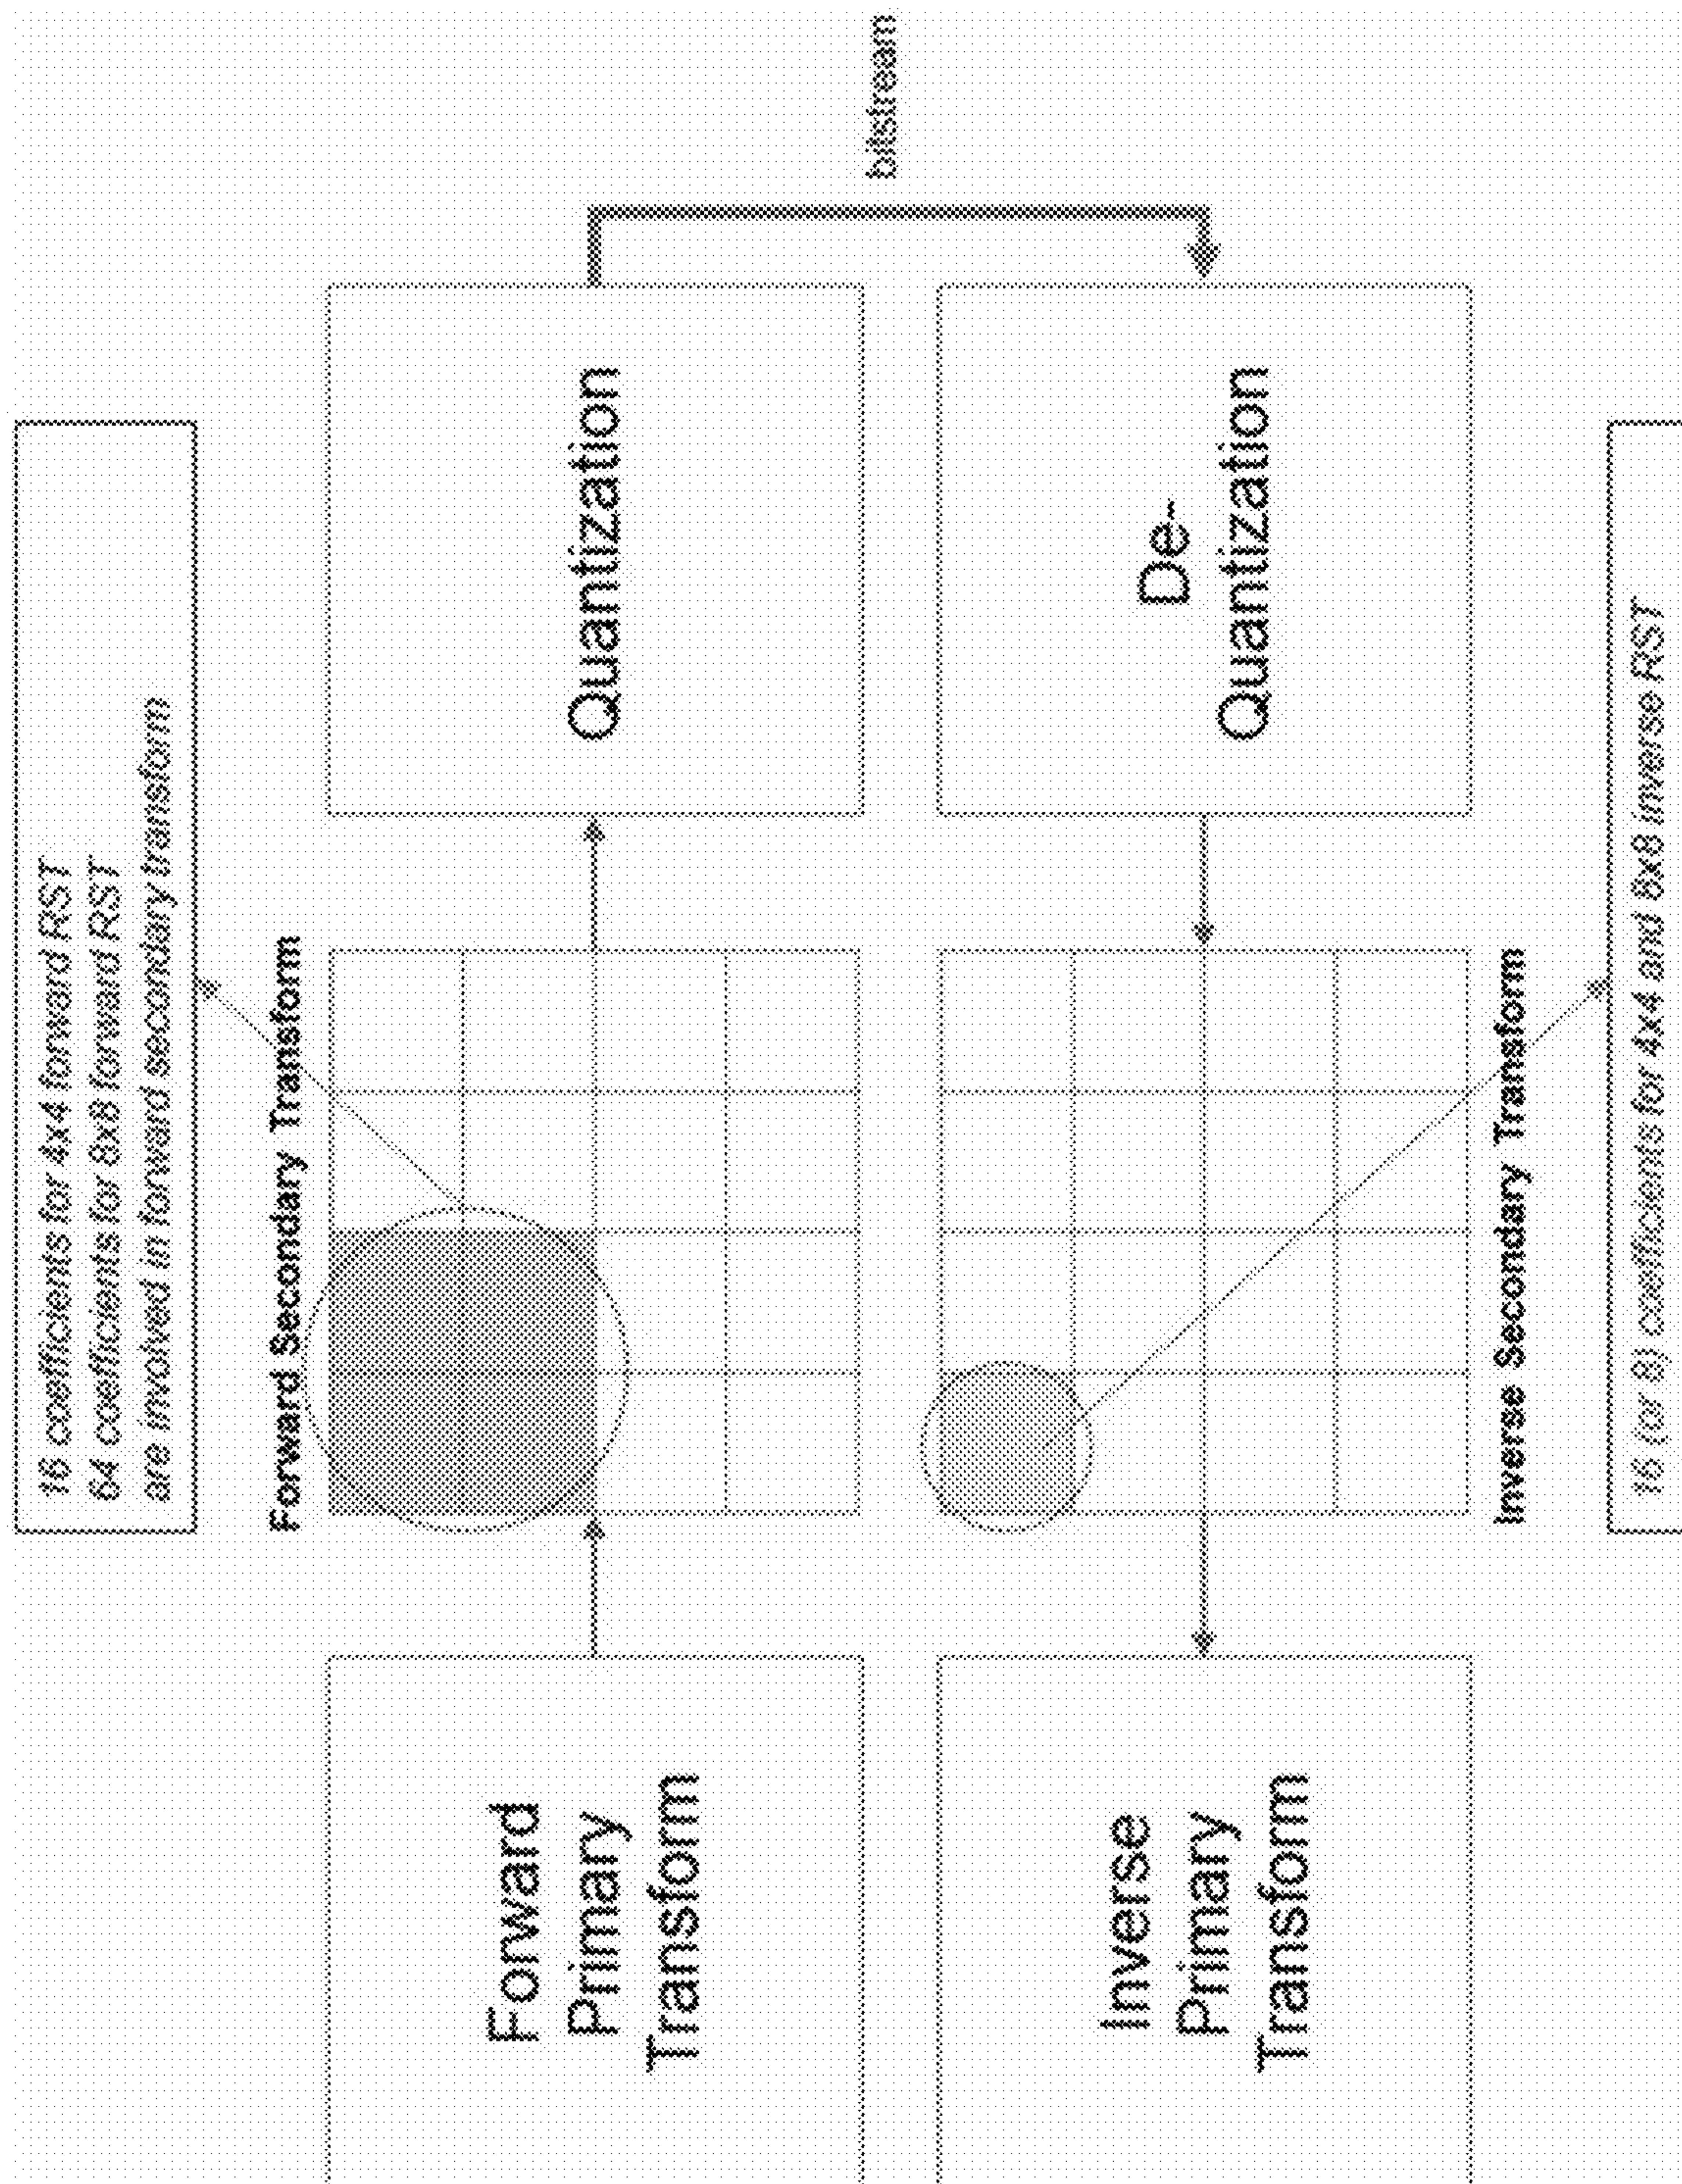 16 coefficients for 4x4 forward RST
64 coefficients for 8x8 forward RST
are involved in forward secondary transform
Forward Secondary Transform
Forward
Primary
Transform
Quantization
bitstream
Inverse
Primary
Transform
De-
Quantization
Inverse Secondary Transform
16 (or 8) coefficients for 4x4 and 8x8 inverse RST